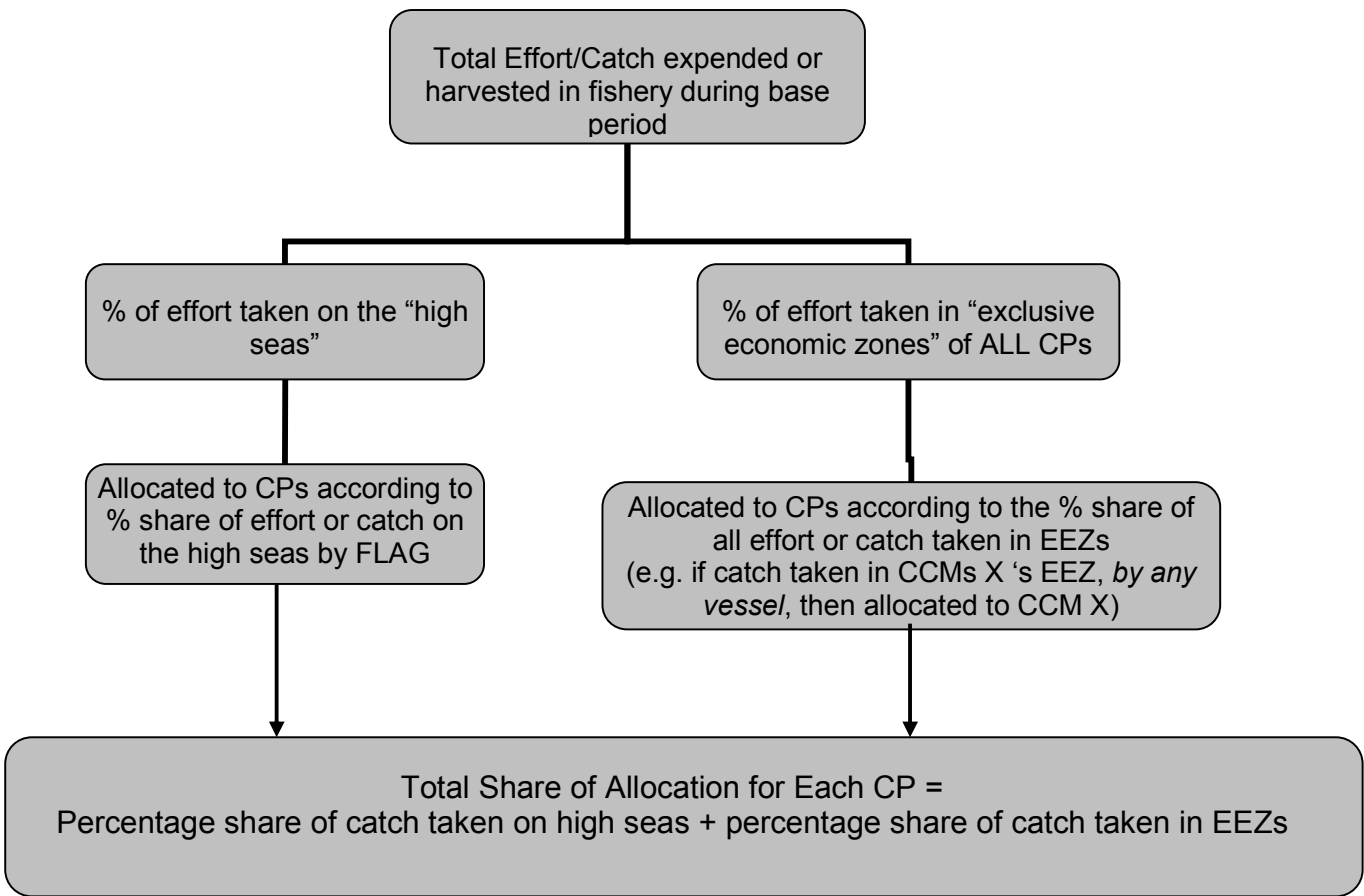 Total Effort/Catch expended or
harvested in fishery during base
period
% of effort taken on the “high
seas”
% of effort taken in “exclusive
economic zones” of ALL CPs
Allocated to CPs according to
% share of effort or catch on
the high seas by FLAG
Allocated to CPs according to the % share of
all effort or catch taken in EEZs
(e.g. if catch taken in CCMs X ‘s EEZ, by any
vessel, then allocated to CCM X)
Total Share of Allocation for Each CP =
Percentage share of catch taken on high seas + percentage share of catch taken in EEZs